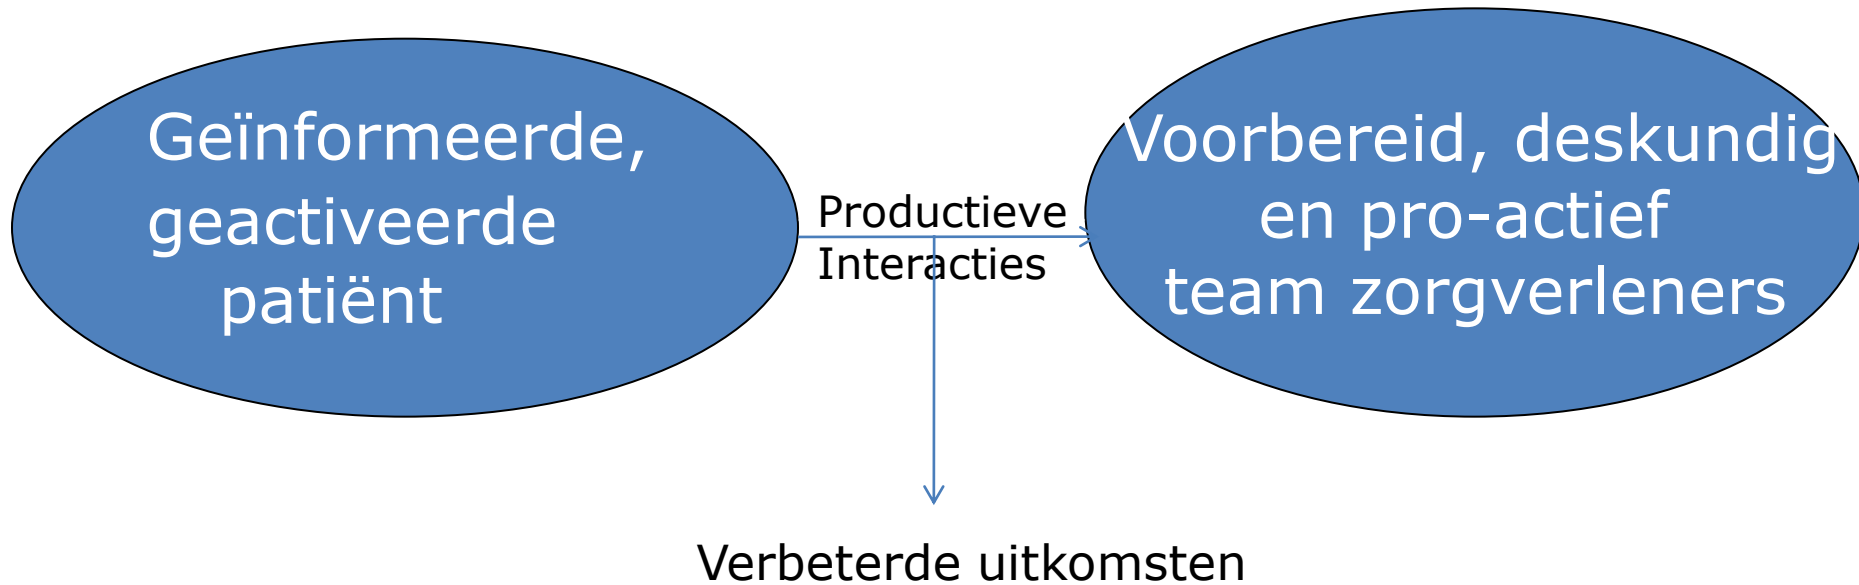 Geïnformeerde,
geactiveerde
patiënt
Productieve
Interacties
Voorbereid, deskundig
en pro-actief
team zorgverleners
Verbeterde uitkomsten